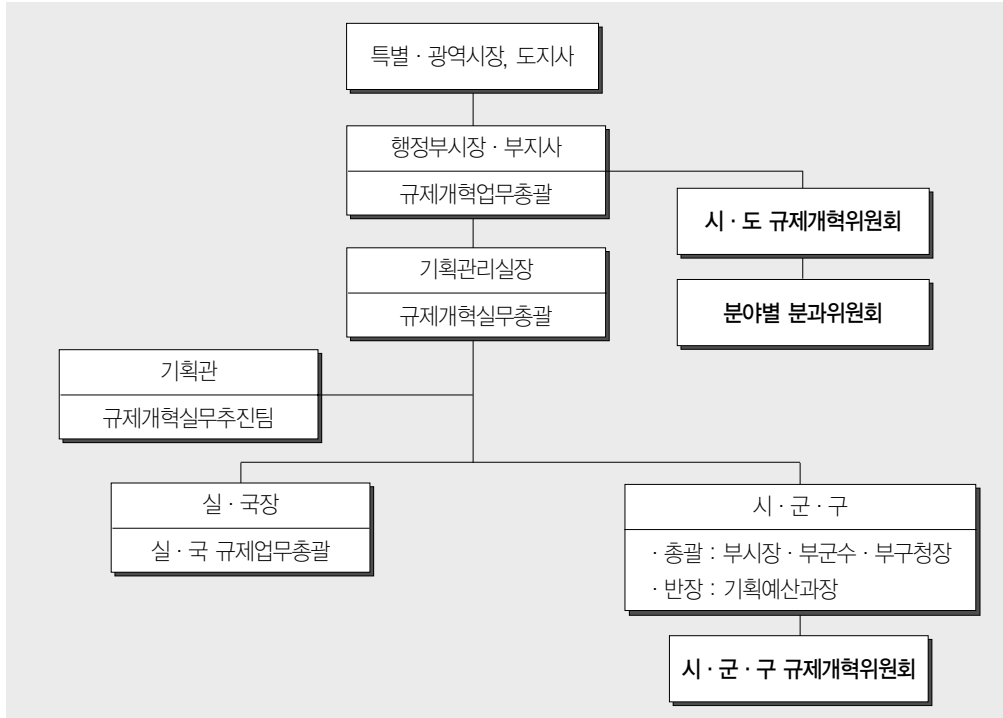 특별 · 광역시장, 도지사
행정부시장 · 부지사
규제개혁업무총괄
시 · 도 규제개혁위원회
기획관리실장
규제개혁실무총괄
분야별 분과위원회
기획관
규제개혁실무추진팀
실 · 국장
실 · 국 규제업무총괄
시 · 군 · 구
· 총괄 : 부시장 · 부군수 · 부구청장
· 반장 : 기획예산과장
시 · 군 · 구 규제개혁위원회